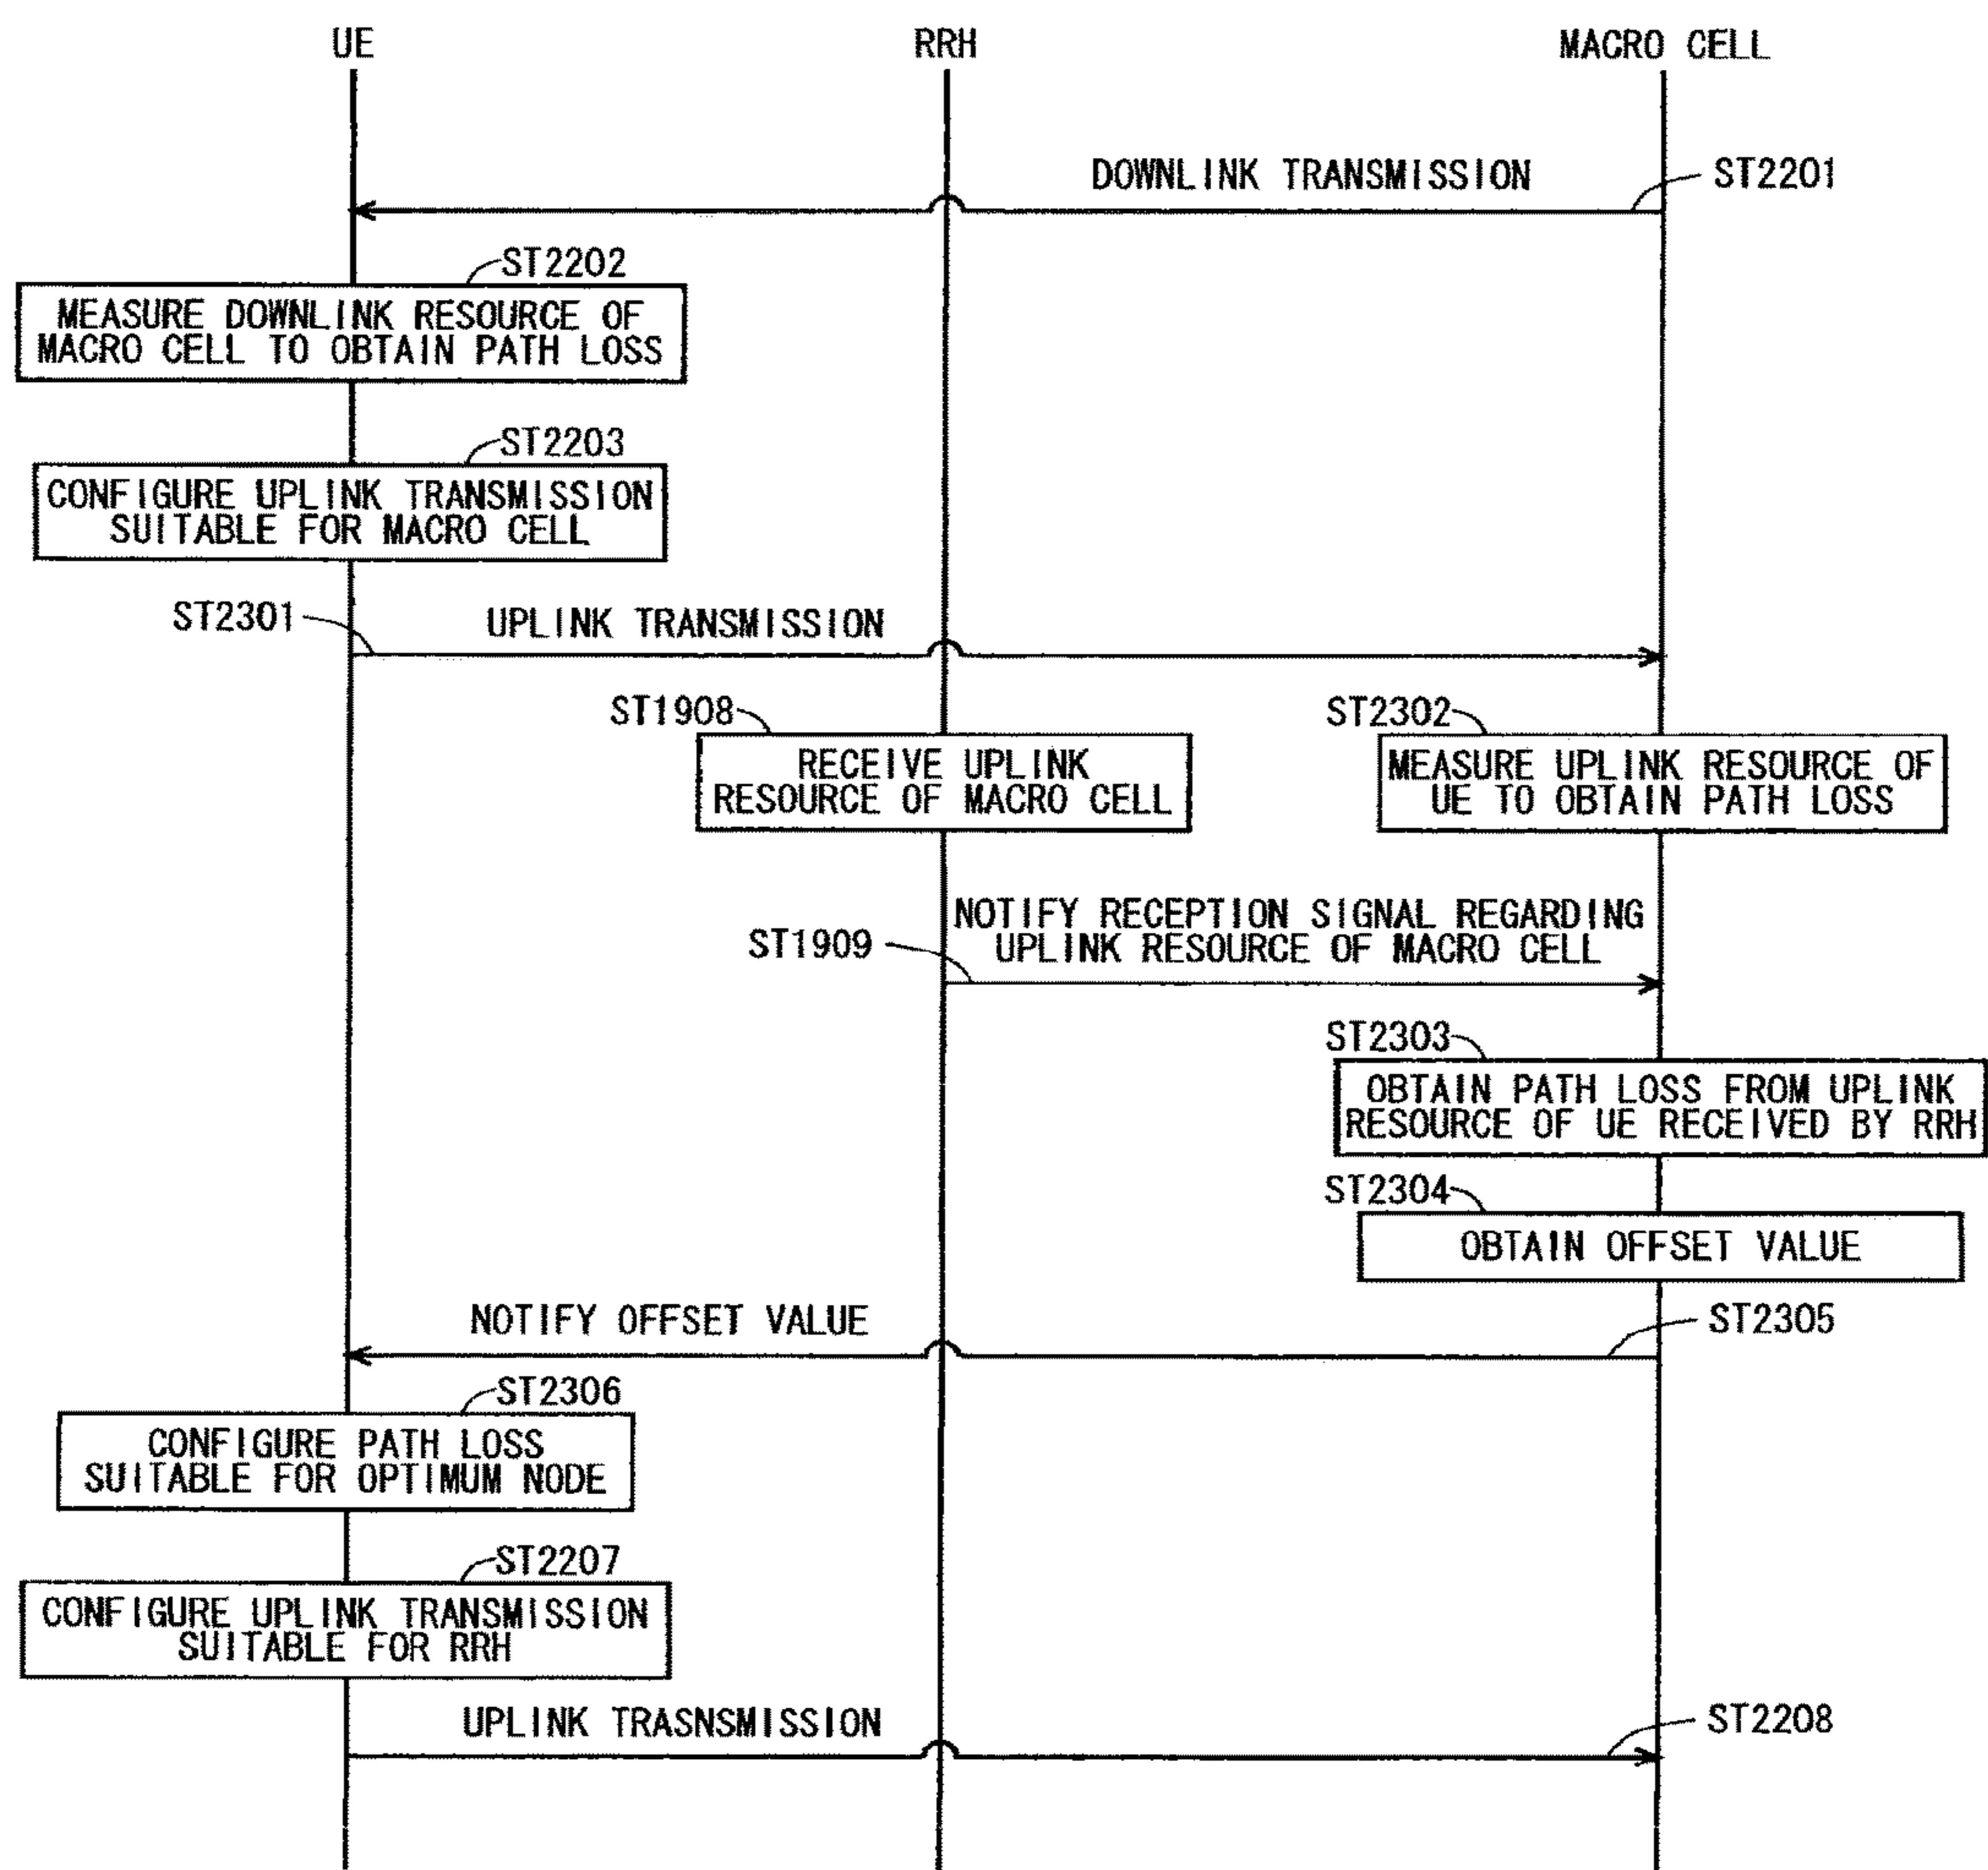 UE
RRH
MACRO CELL
DOWNLINK TRANSMISSION
ST2201
ST2202
MEASURE DOWNLINK RESOURCE OF
MACRO CELL TO OBTAIN PATH LOSS
ST2203
CONFIGURE UPLINK TRANSMISSION
SUITABLE FOR MACRO CELL
ST2301
UPLINK TRANSMISSION
ST1908
RECEIVE UPLINK
RESOURCE OF MACRO CELL
ST2302
MEASURE UPLINK RESOURCE OF
UE TO OBTAIN PATH LOSS
NOTIFY RECEPTION SIGNAL REGARDING
UPLINK RESOURCE OF MACRO CELL
ST1909
ST2303
OBTAIN PATH LOSS FROM UPLINK
RESOURCE OF UE RECEIVED BY RRH
ST2304
OBTAIN OFFSET VALUE
NOTIFY OFFSET VALUE
ST2305
ST2306
CONFIGURE PATH LOSS
SUITABLE FOR OPTIMUM NODE
ST2207
CONFIGURE UPLINK TRANSMISSION
SUITABLE FOR RRH
UPLINK TRASNSMISSION
ST2208